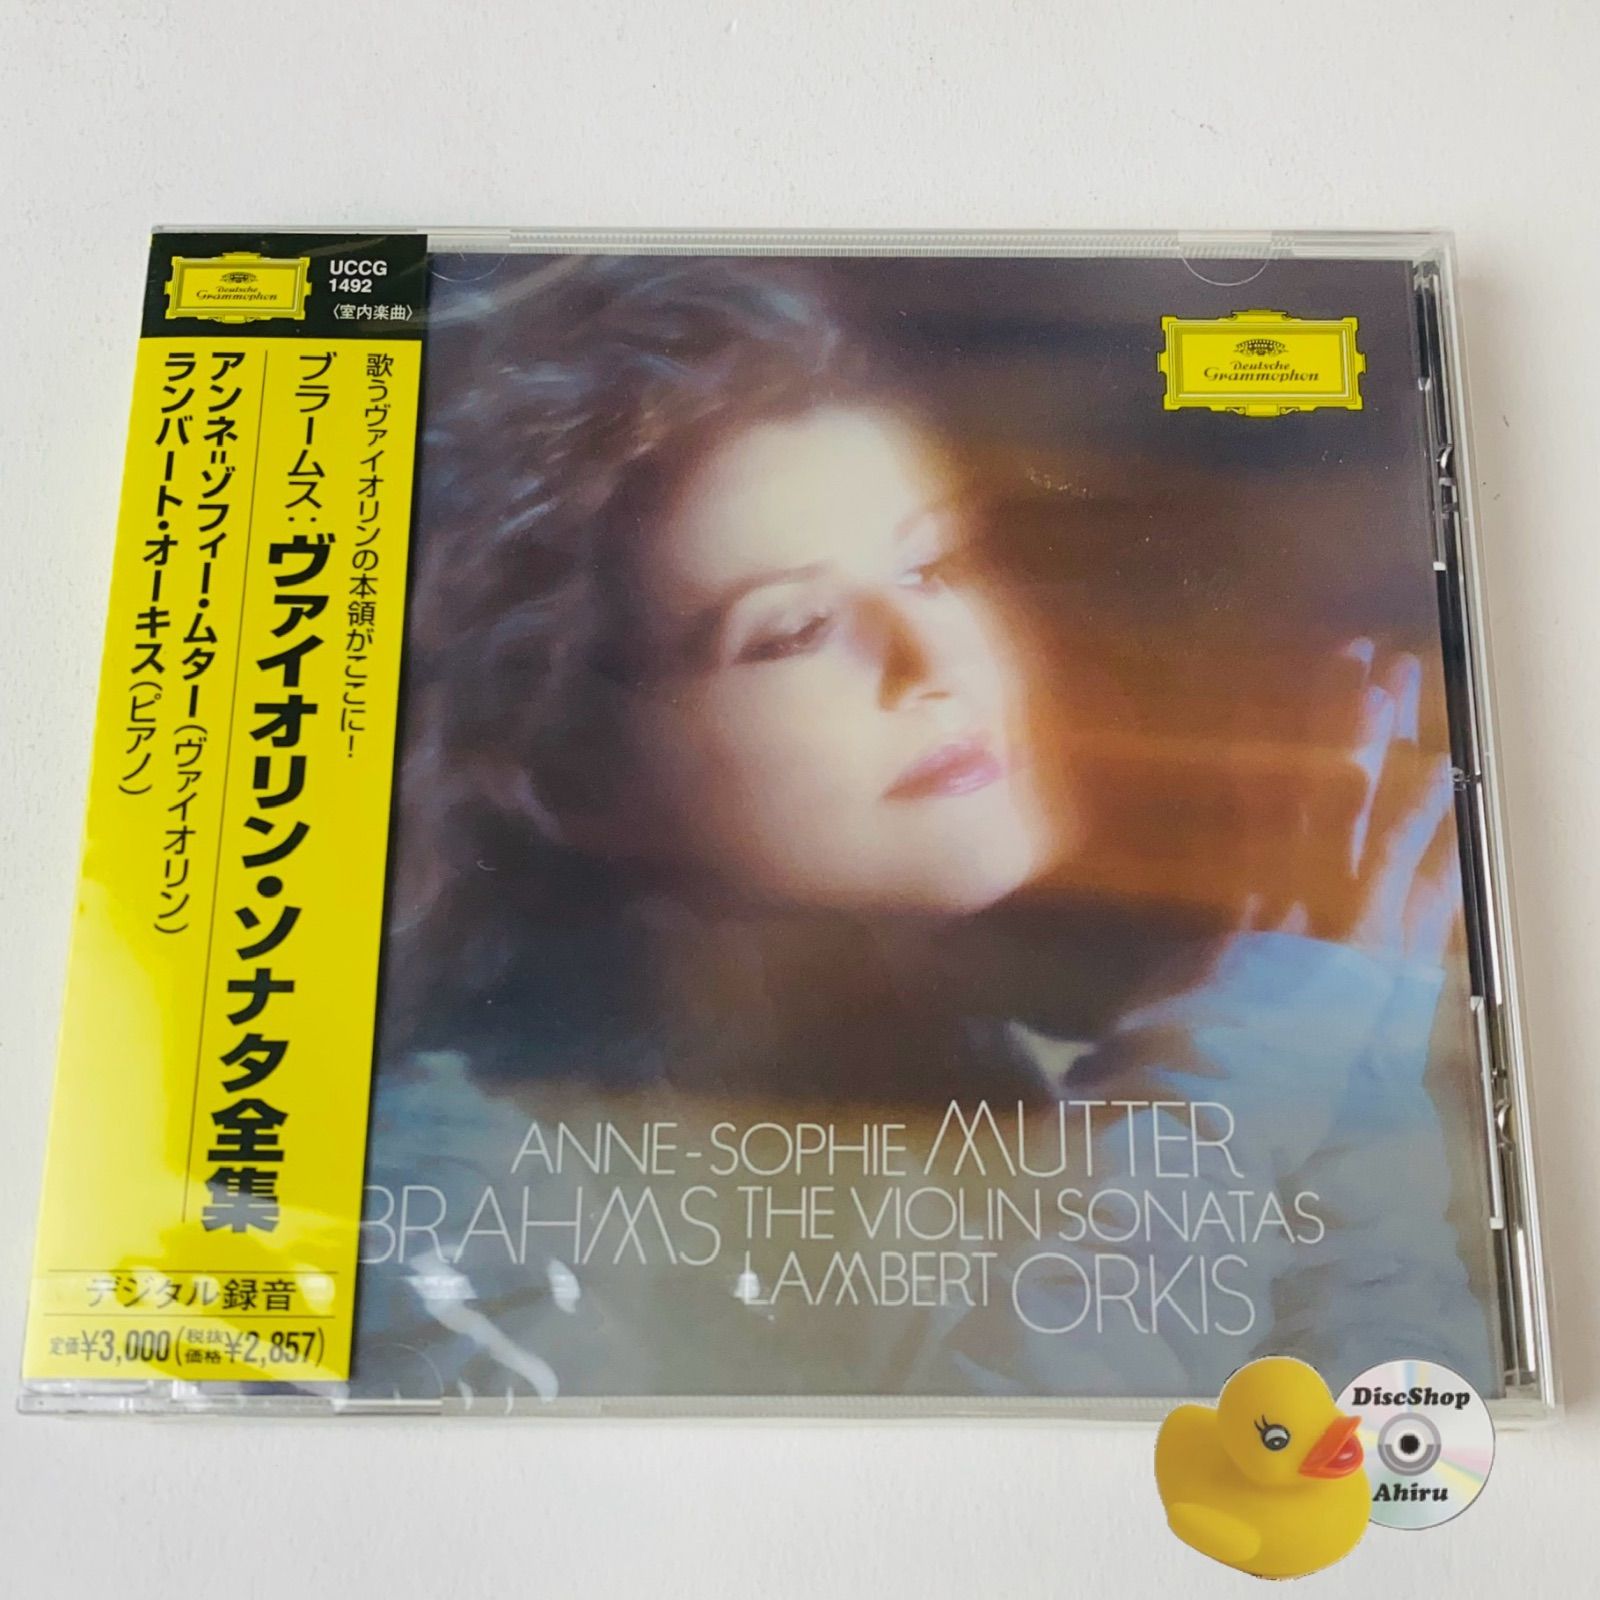 Deutsche
Grammophon
UCCG
1492
〈室内楽曲〉
歌うヴァイオリンの本領がここに!
ブラームス:ヴァイオリン・ソナタ全集
アンネ=ゾフィー・ムター(ヴァイオリン)
ランバート・オーキス(ピアノ)
デジタル録音
定価¥3,000(税抜価格¥2,857)
Deutsche
Grammophon
ANNE-SOPHIE MUTTER
BRAHMS THE VIOLIN SONATAS
LAMBERT ORKIS
DiscShop
Ahiru